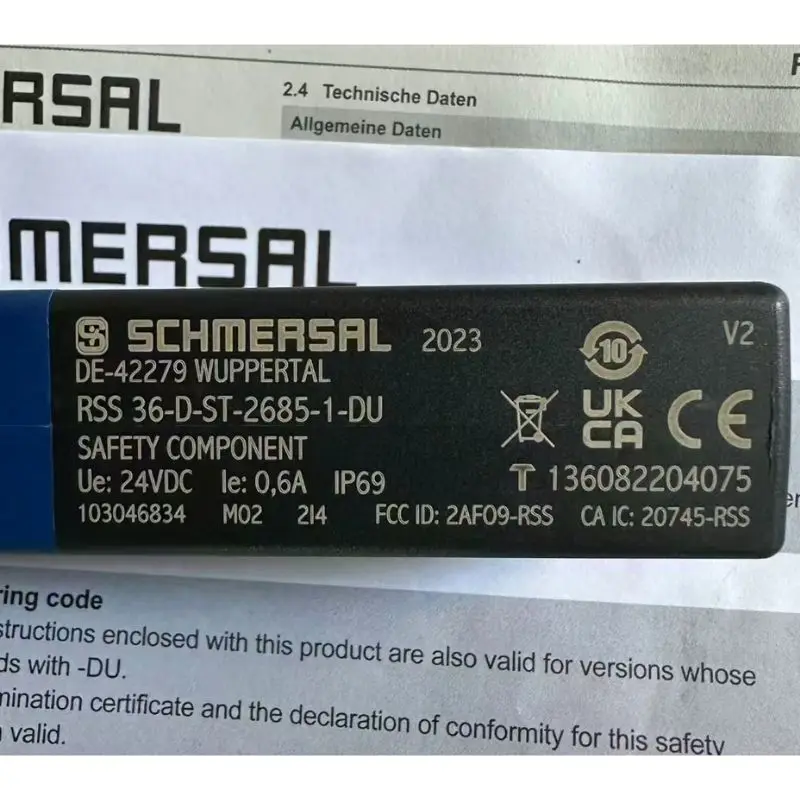 RSAL
2.4 Technische Daten
Allgemeine Daten
MERSAL
SCHMERSAL 2023
10
V2
DE-42279 WUPPERTAL
RSS 36-D-ST-2685-1-DU
UK
CA
CE
SAFETY COMPONENT
Ue: 24VDC Ie: 0,6A IP69
T 136082204075
103046834 M02 2I4 FCC ID: 2AF09-RSS CA IC: 20745-RSS
ring code
structions enclosed with this product are also valid for versions whose
ds with -DU.
mination certificate and the declaration of conformity for this safety
valid.